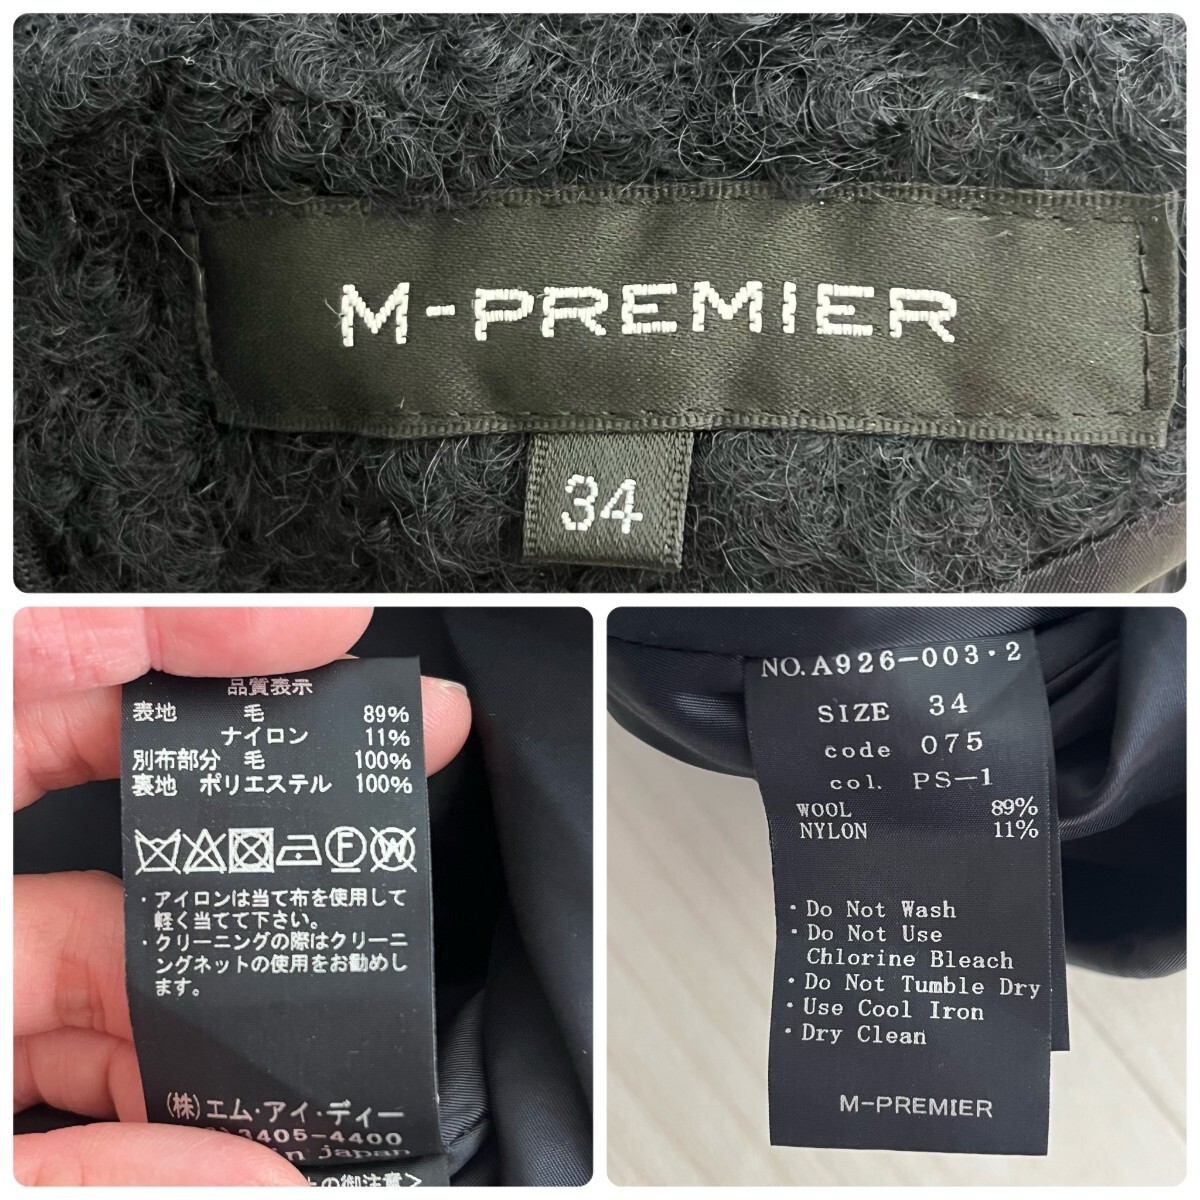 M-PREMIER
34
品質表示
表地 毛 89%
ナイロン 11%
別布部分 毛 100%
裏地 ポリエステル 100%
・アイロンは当て布を使用して
軽く当てて下さい。
・クリーニングの際はクリーニ
ングネットの使用をお勧めし
ます。
(株)エム・アイ・ディー
3405-4400
in japan
の御注意>
NO.A926-003・2
SIZE 34
code 075
col. PS-1
WOOL 89%
NYLON 11%
・Do Not Wash
・Do Not Use
Chlorine Bleach
・Do Not Tumble Dry
・Use Cool Iron
・Dry Clean
M-PREMIER